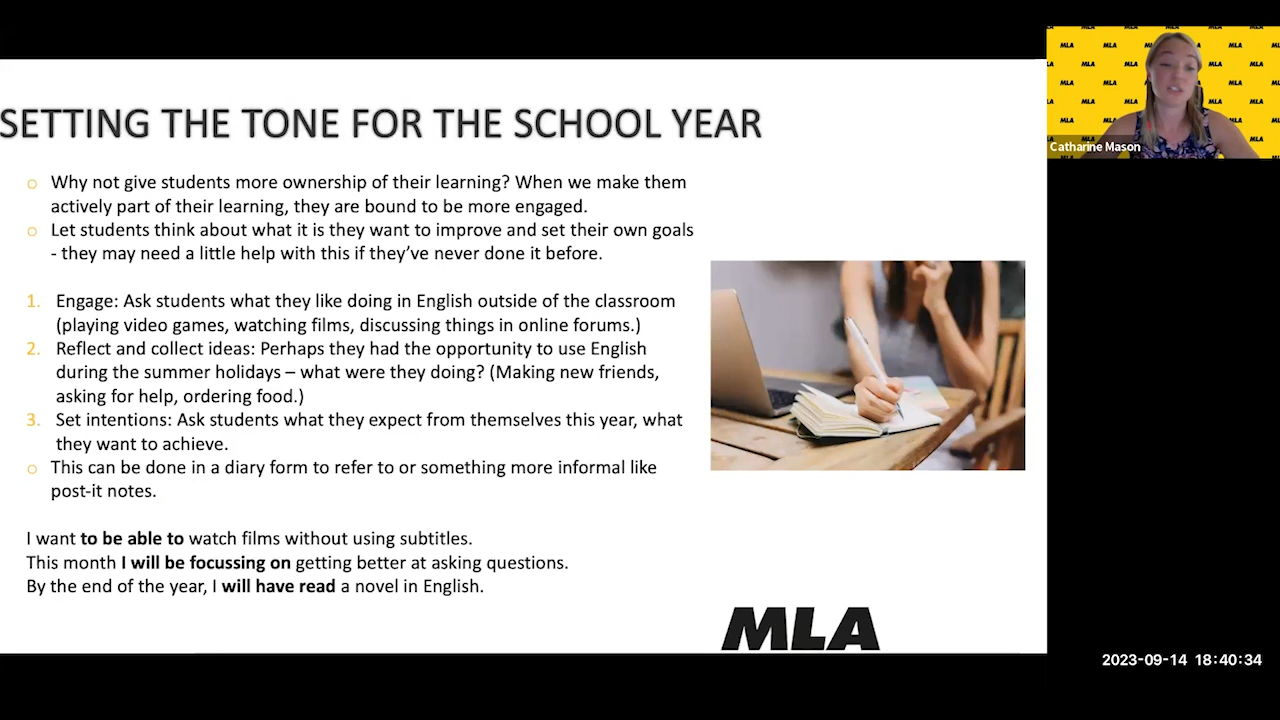 SETTING THE TONE FOR THE SCHOOL YEAR
o Why not give students more ownership of their learning? When we make them
actively part of their learning, they are bound to be more engaged.
o Let students think about what it is they want to improve and set their own goals
- they may need a little help with this if they've never done it before.
1. Engage: Ask students what they like doing in English outside of the classroom
(playing video games, watching films, discussing things in online forums.)
2. Reflect and collect ideas: Perhaps they had the opportunity to use English
during the summer holidays – what were they doing? (Making new friends,
asking for help, ordering food.)
3. Set intentions: Ask students what they expect from themselves this year, what
they want to achieve.
o This can be done in a diary form to refer to or something more informal like
post-it notes.
I want to be able to watch films without using subtitles.
This month I will be focussing on getting better at asking questions.
By the end of the year, I will have read a novel in English.
MLA
Catharine Mason
2023-09-14 18:40:34